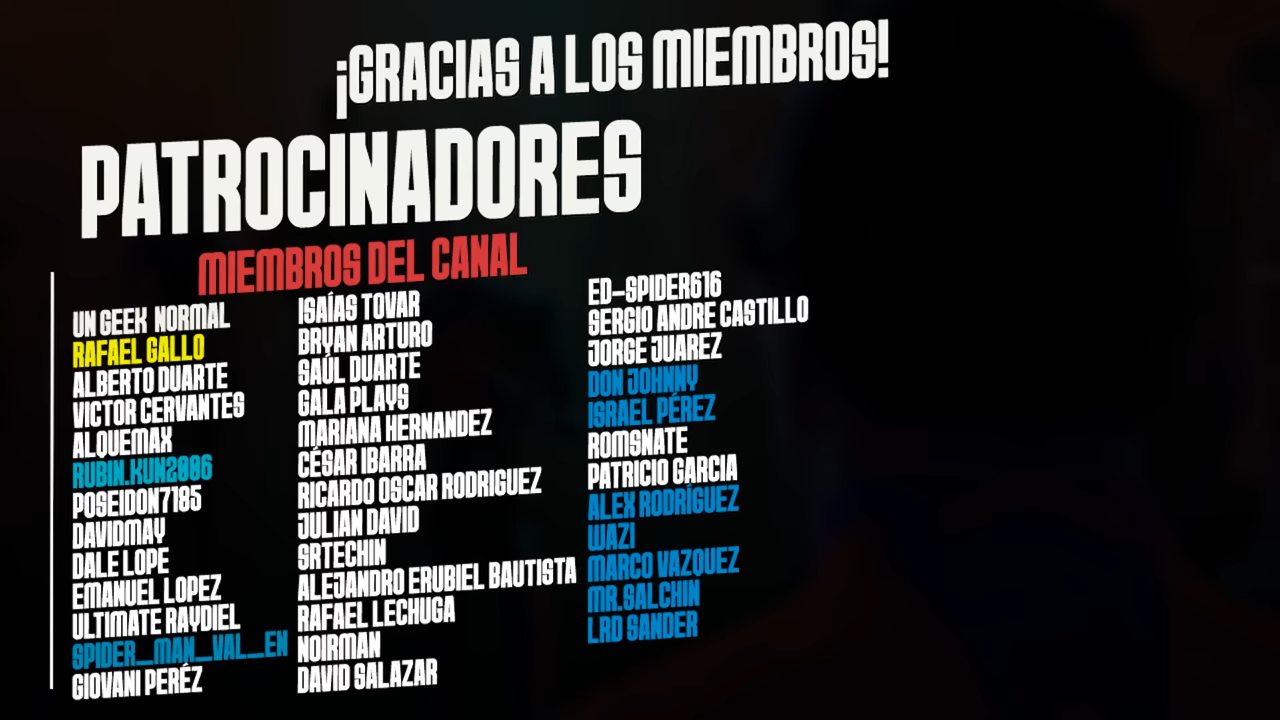 ¡GRACIAS A LOS MIEMBROS!
PATROCINADORES
MIEMBROS DEL CANAL
UN GEEK NORMAL
RAFAEL GALLO
ALBERTO DUARTE
VICTOR CERVANTES
ALQUEMAX
RUBIN.KUN2006
POSEIDON7185
DAVIDMAY
DALE LOPE
EMANUEL LOPEZ
ULTIMATE RAYDIEL
SPIDER_MAN_VAL_EN
GIOVANI PERÉZ
ISAÍAS TOVAR
BRYAN ARTURO
SAÚL DUARTE
GALA PLAYS
MARIANA HERNANDEZ
CÉSAR IBARRA
RICARDO OSCAR RODRIGUEZ
JULIAN DAVID
SRTECHIN
ALEJANDRO ERUBIEL BAUTISTA
RAFAEL LECHUGA
NOIRMAN
DAVID SALAZAR
ED-SPIDER616
SERGIO ANDRE CASTILLO
JORGE JUAREZ
DON JOHNNY
ISRAEL PÉREZ
ROMSNATE
PATRICIO GARCIA
ALEX RODRÍGUEZ
WAZI
MARCO VAZQUEZ
MR.SALCHIN
LRD SANDER